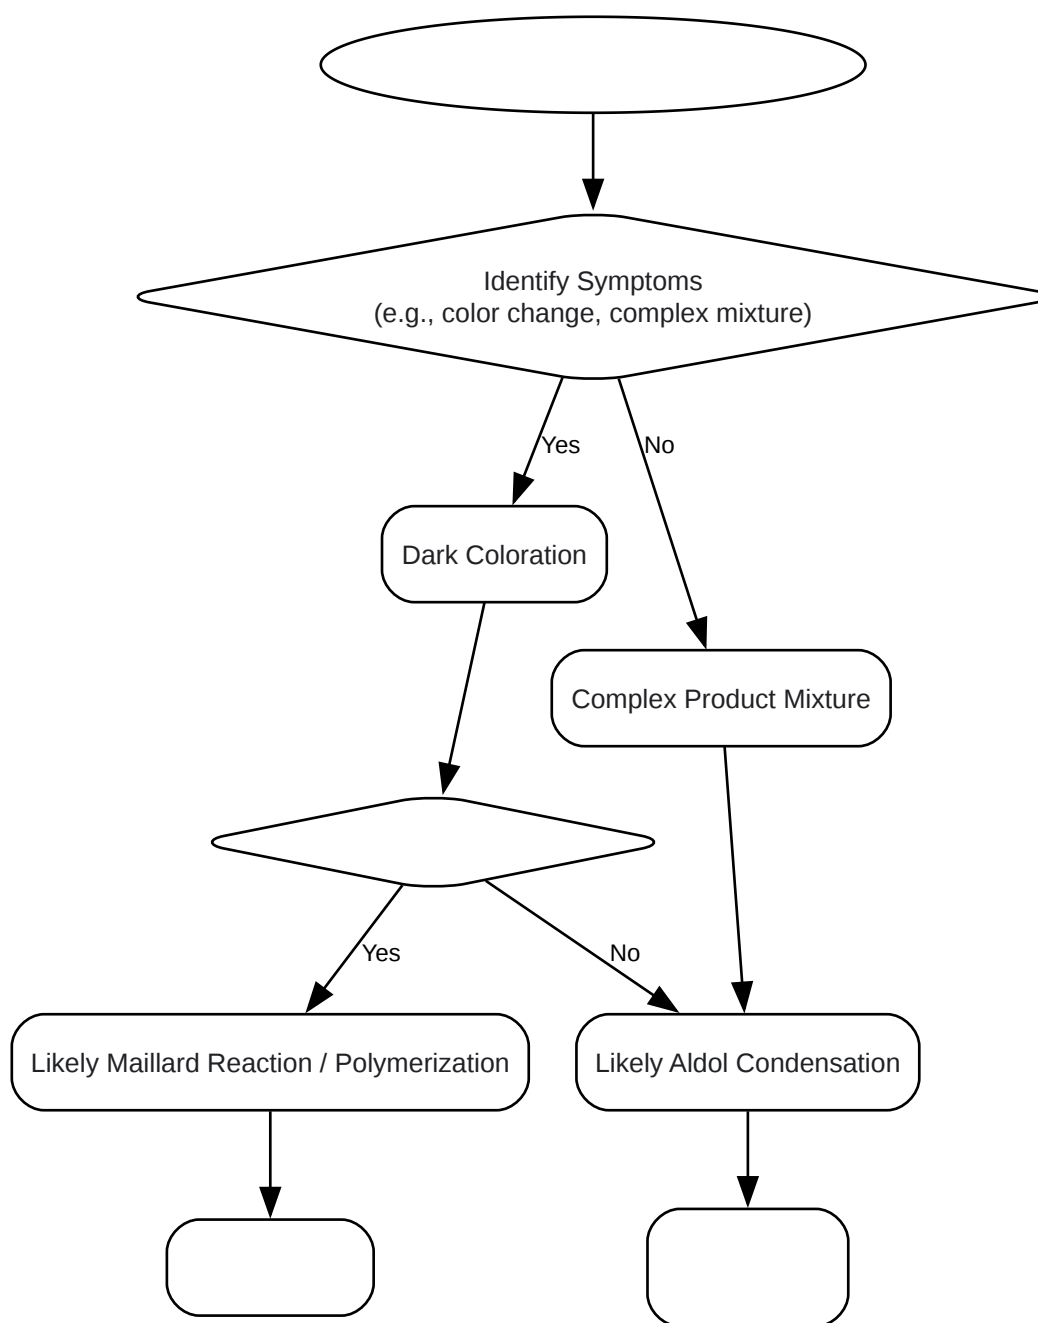 Identify Symptoms
(e.g., color change, complex mixture)
Yes
No
Dark Coloration
Complex Product Mixture
Yes
No
Likely Maillard Reaction / Polymerization
Likely Aldol Condensation